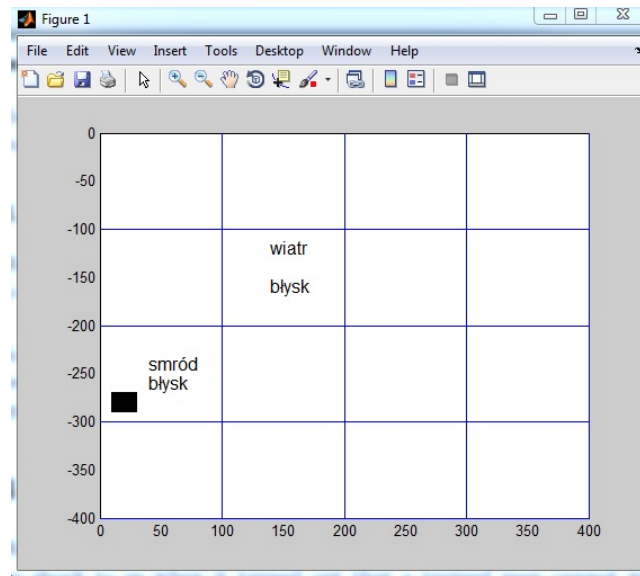 Figure 1
File Edit View Insert Tools Desktop Window Help
0
-50
-100
wiatr
-150
błysk
-200
smród
-250
błysk
-300
-350
-400
0 50 100 150 200 250 300 350 400